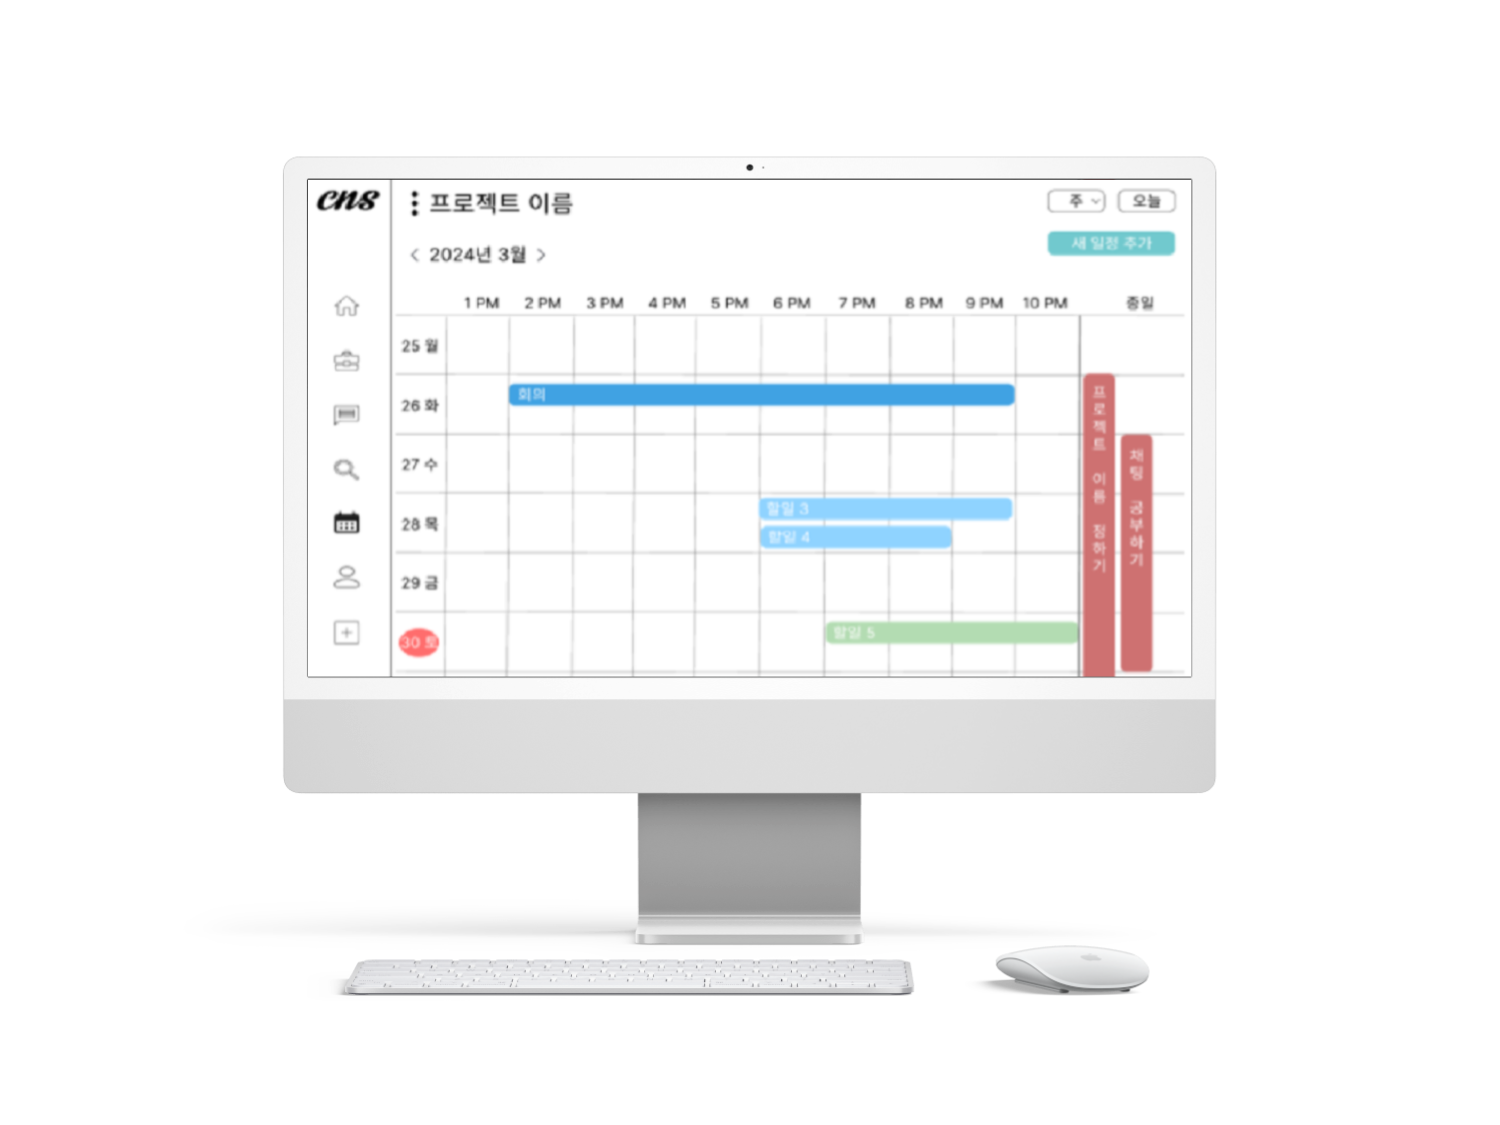 cns
프로젝트 이름
주
오늘
2024년 3월
새 일정 추가
1 PM 2 PM 3 PM 4 PM 5 PM 6 PM 7 PM 8 PM 9 PM 10 PM 종일
25 월
26 화
회의
27 수
28 목
할일 3
할일 4
29 금
30 토
할일 5
프로젝트 이름 정하기
채팅 공부하기